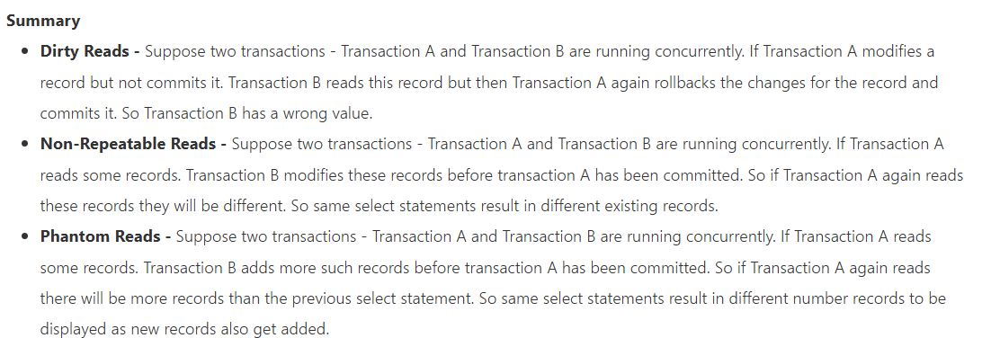 Summary
Dirty Reads - Suppose two transactions - Transaction A and Transaction B are running concurrently. If Transaction A modifies a
record but not commits it. Transaction B reads this record but then Transaction A again rollbacks the changes for the record and
commits it. So Transaction B has a wrong value.
Non-Repeatable Reads - Suppose two transactions - Transaction A and Transaction B are running concurrently. If Transaction A
reads some records. Transaction B modifies these records before transaction A has been committed. So if Transaction A again reads
these records they will be different. So same select statements result in different existing records.
Phantom Reads - Suppose two transactions - Transaction A and Transaction B are running concurrently. If Transaction A reads
some records. Transaction B adds more such records before transaction A has been committed. So if Transaction A again reads
there will be more records than the previous select statement. So same select statements result in different number records to be
displayed as new records also get added.